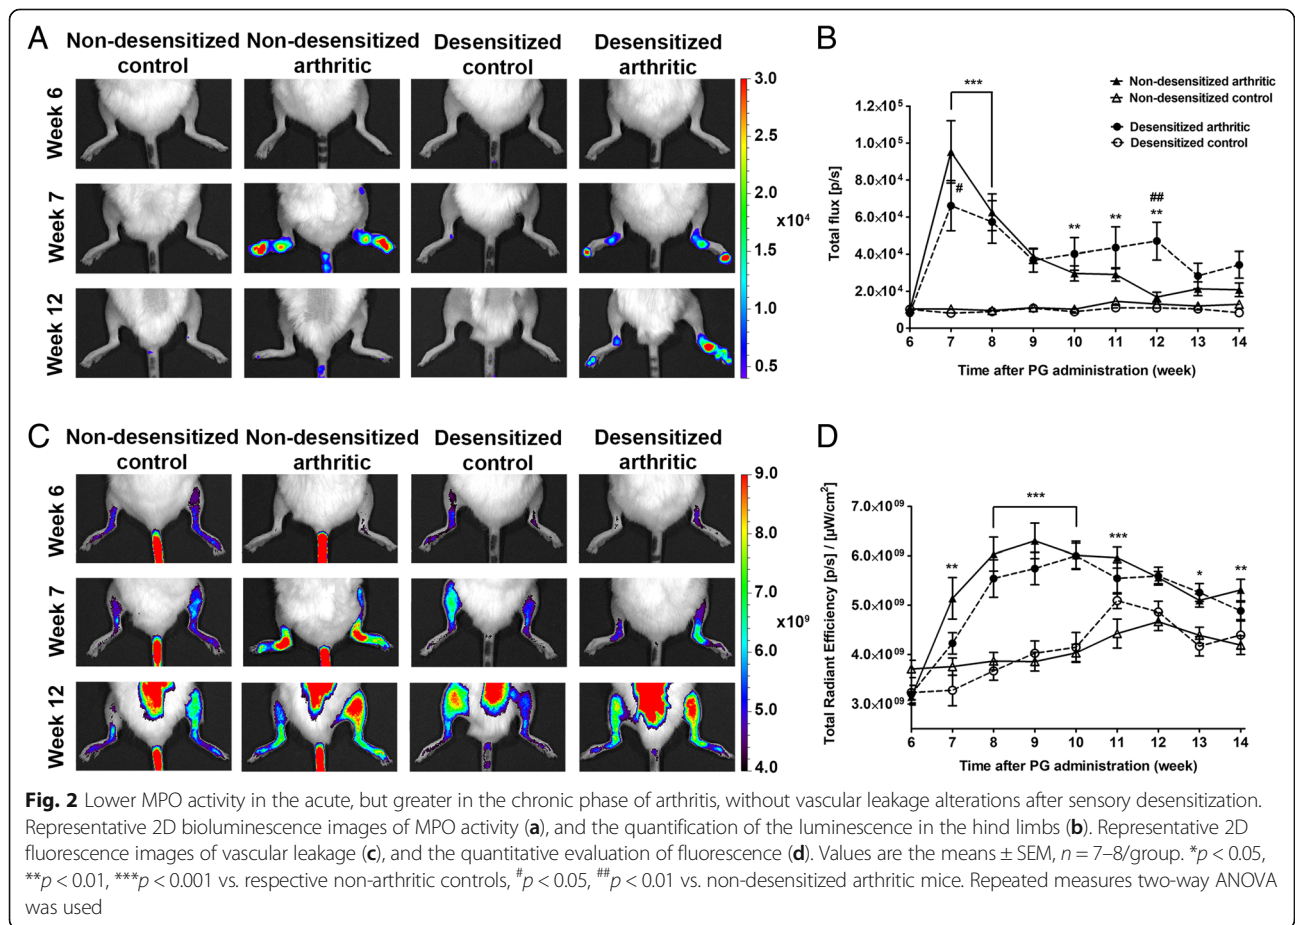 A
Non-desensitized control
Non-desensitized arthritic
Desensitized control
Desensitized arthritic
Week 6
Week 7
Week 12
3.0
2.5
2.0
x10⁴
1.5
1.0
0.5
B
Non-desensitized arthritic
Non-desensitized control
Desensitized arthritic
Desensitized control
Total flux [p/s]
1.2×10⁵
1.0×10⁵
8.0×10⁴
6.0×10⁴
4.0×10⁴
2.0×10⁴
0
***
#
**
**
##
**
6 7 8 9 10 11 12 13 14
Time after PG administration (week)
C
Non-desensitized control
Non-desensitized arthritic
Desensitized control
Desensitized arthritic
Week 6
Week 7
Week 12
9.0
8.0
7.0
x10⁹
6.0
5.0
4.0
D
Total Radiant Efficiency [p/s] / [µW/cm²]
7.0×10⁰⁹
6.0×10⁰⁹
5.0×10⁰⁹
4.0×10⁰⁹
3.0×10⁰⁹
**
***
***
*
**
6 7 8 9 10 11 12 13 14
Time after PG administration (week)
Fig. 2 Lower MPO activity in the acute, but greater in the chronic phase of arthritis, without vascular leakage alterations after sensory desensitization.
Representative 2D bioluminescence images of MPO activity (a), and the quantification of the luminescence in the hind limbs (b). Representative 2D
fluorescence images of vascular leakage (c), and the quantitative evaluation of fluorescence (d). Values are the means ± SEM, n = 7–8/group. *p < 0.05,
**p < 0.01, ***p < 0.001 vs. respective non-arthritic controls, #p < 0.05, ##p < 0.01 vs. non-desensitized arthritic mice. Repeated measures two-way ANOVA
was used